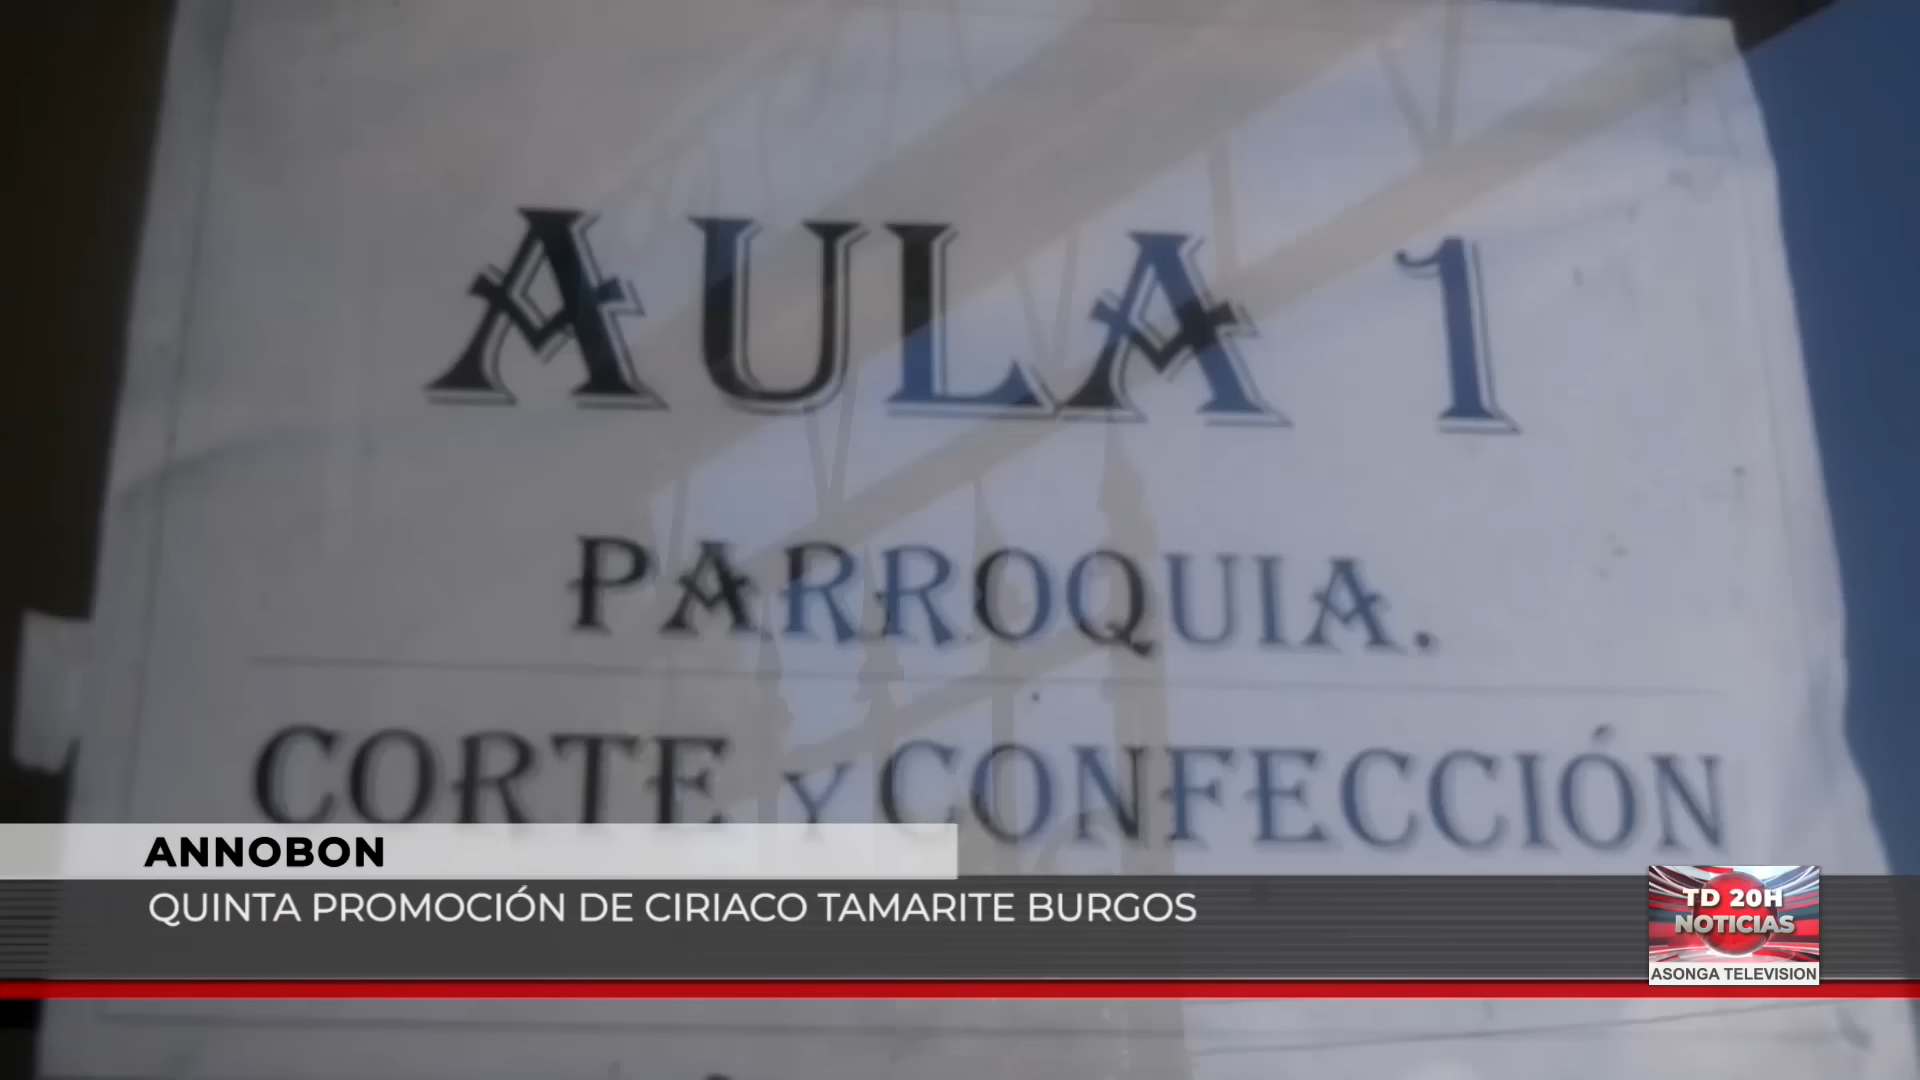 AULA 1
PARROQUIA.
CORTE Y CONFECCIÓN
ANNOBON
QUINTA PROMOCIÓN DE CIRIACO TAMARITE BURGOS
TD 20H
NOTICIAS
ASONGA TELEVISION